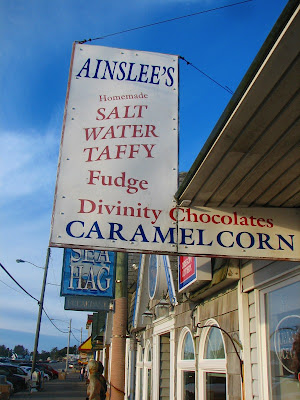 AINSLEE's
Homemade
SALT
WATER
TAFFY
Fudge
Divinity Chocolates
CARAMEL CORN
SEA
HAG